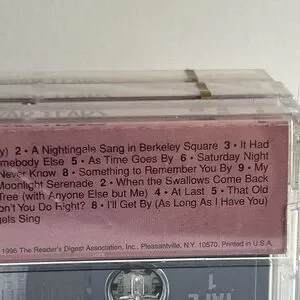 y) 2 • A Nightingale Sang in Berkeley Square 3 • It Had
mebody Else 5 • As Time Goes By 6 • Saturday Night
Never Know 8 • Something to Remember You By 9 • My
Moonlight Serenade 2 • When the Swallows Come Back
Tree (with Anyone Else but Me) 4 • At Last 5 • That Old
on't You Do Right? 8 • I'll Get By (As Long As I Have You)
gels Sing
1996 The Reader's Digest Association, Inc., Pleasantville, N.Y. 10570, Printed in U.S.A.